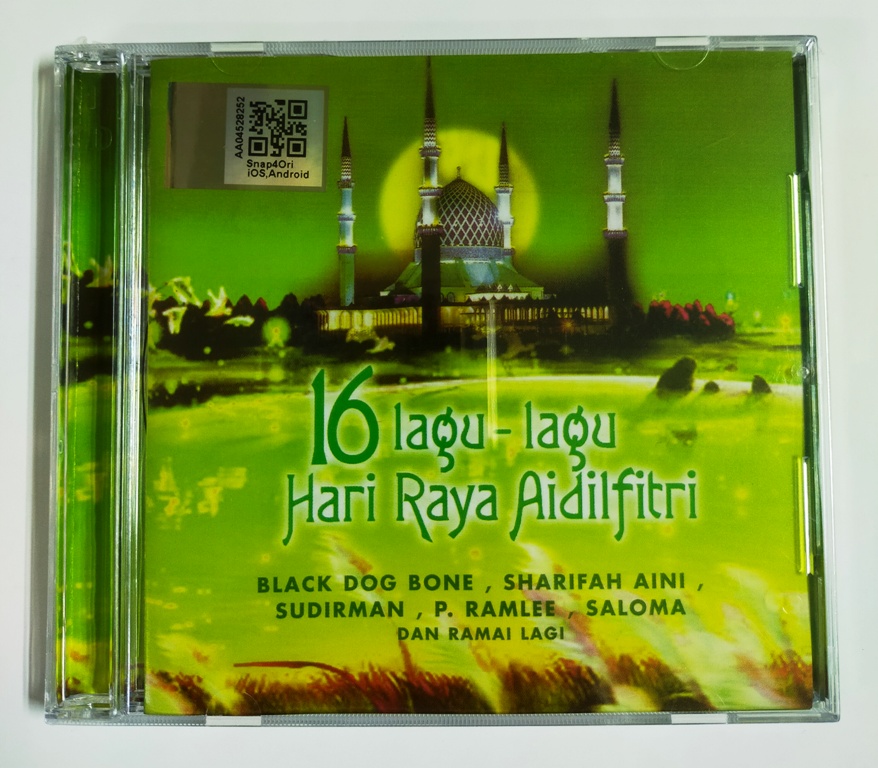 AA04528252
Snap4Ori
iOS,Android
16 lagu-lagu
Hari Raya Aidilfitri
BLACK DOG BONE , SHARIFAH AINI ,
SUDIRMAN , P. RAMLEE , SALOMA
DAN RAMAI LAGI